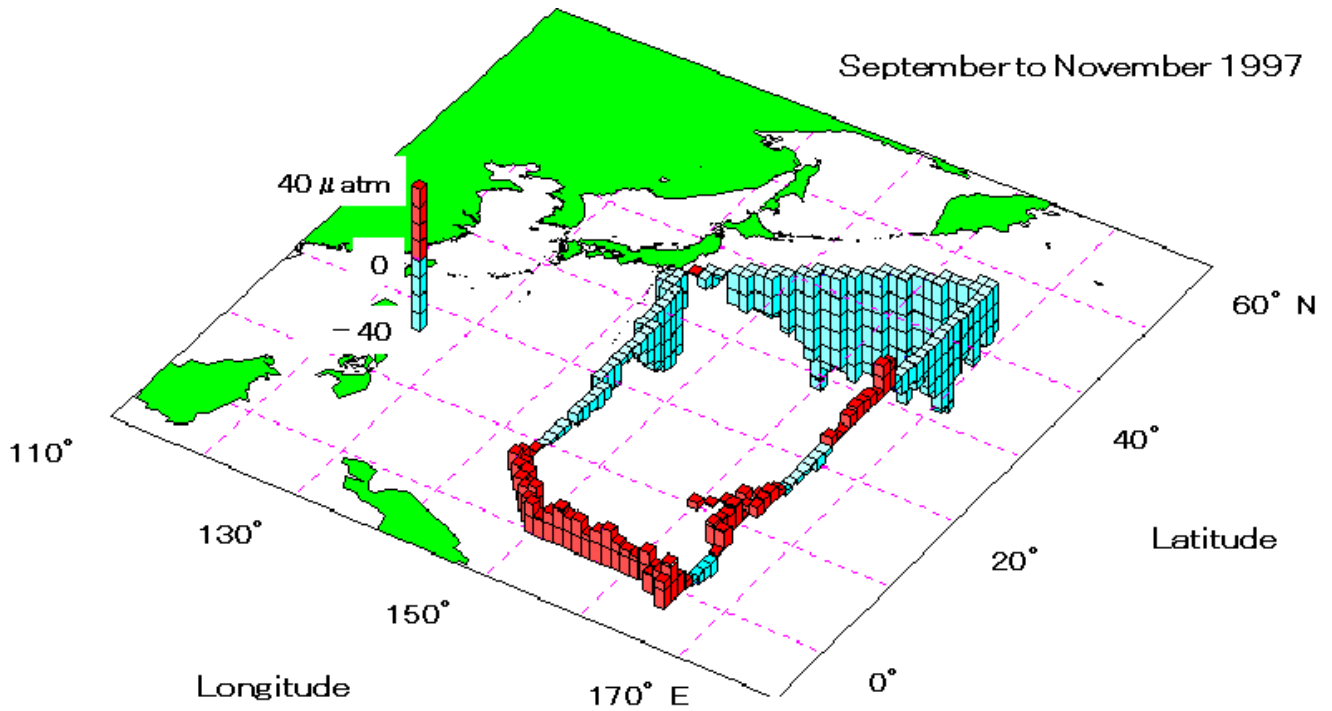 September to November 1997
40 μatm
0
－40
60° N
40°
20°
0°
Latitude
110°
130°
150°
170° E
Longitude